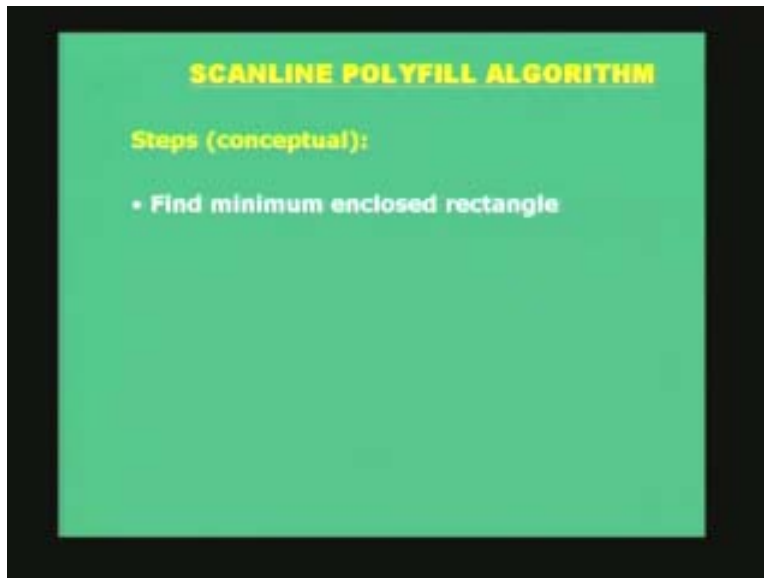 SCANLINE POLYFILL ALGORITHM
Steps (conceptual):
• Find minimum enclosed rectangle